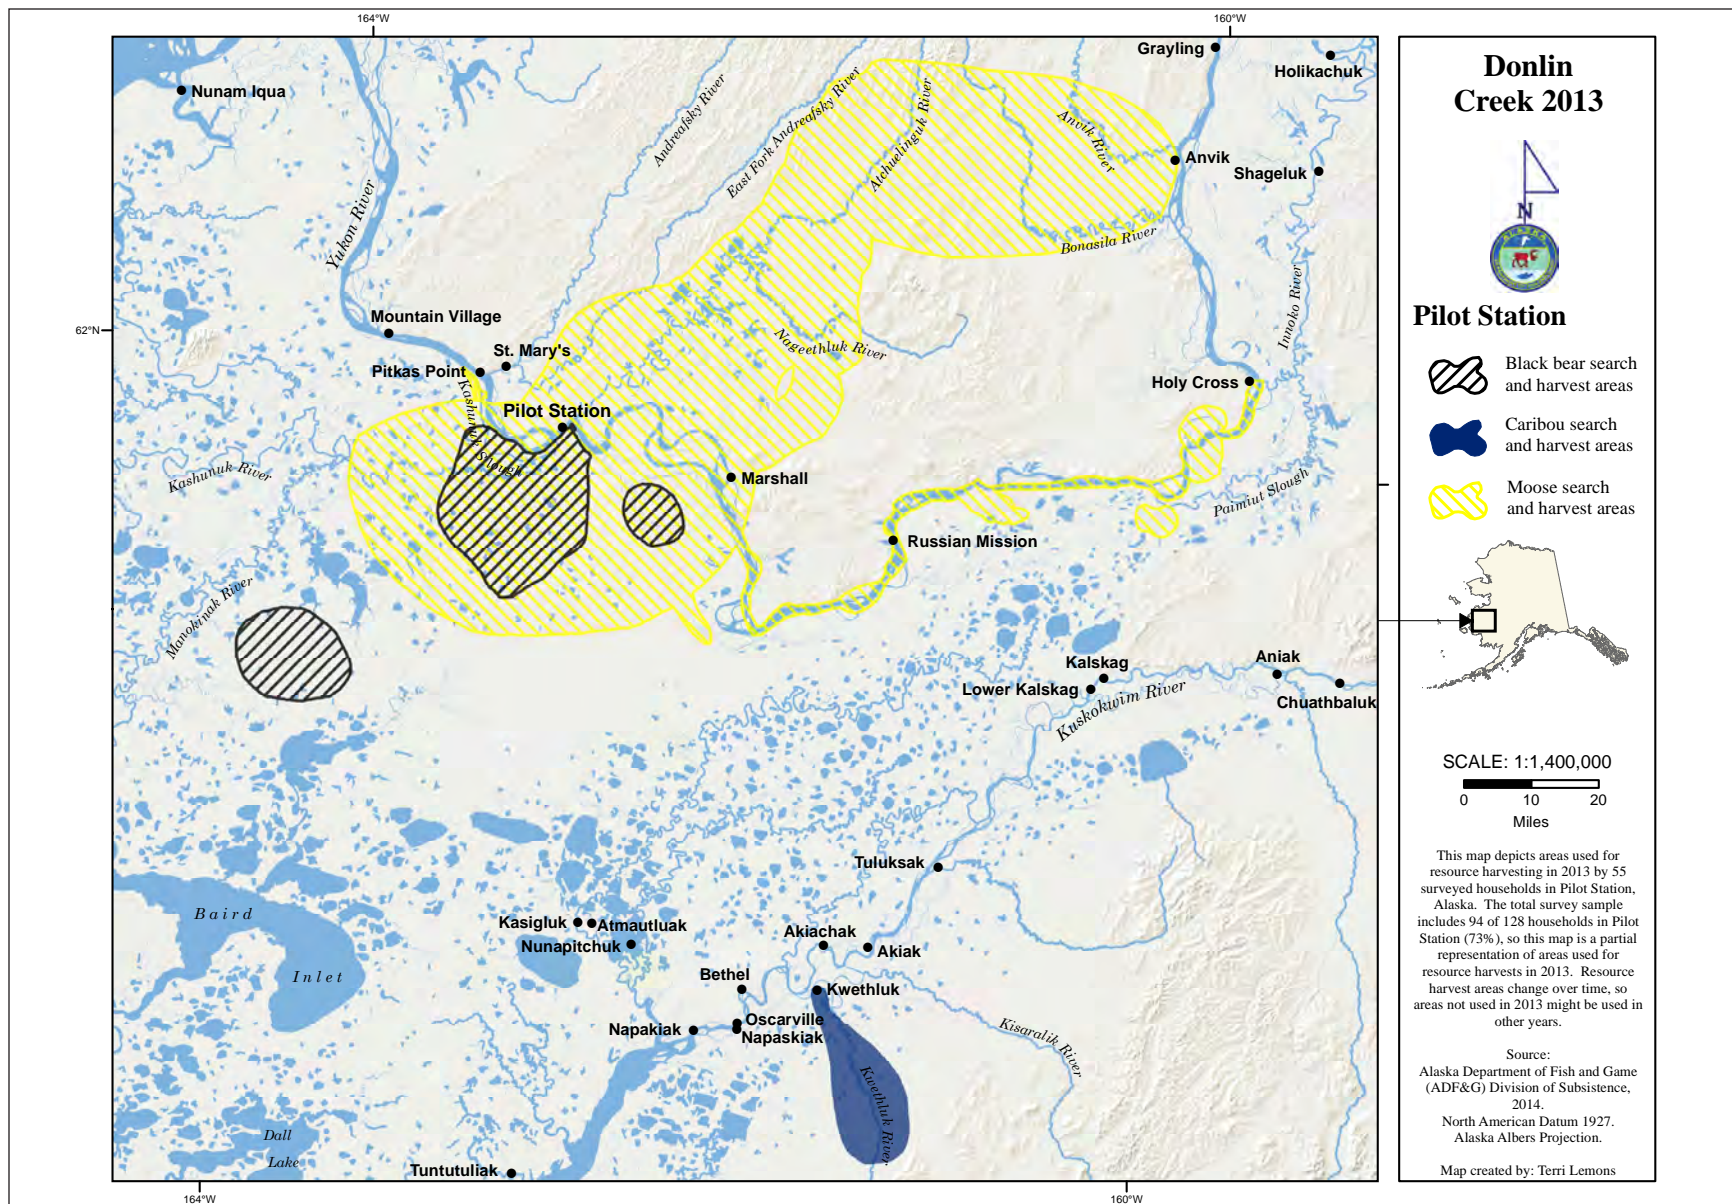 164°W
160°W
Grayling
Holikachuk
Nunam Iqua
Andreafsky River
East Fork Andreafsky River
Atchuelinguk River
Anvik River
Anvik
Shageluk
Yukon River
Bonasila River
Innoko River
62°N
Mountain Village
St. Mary's
Pitkas Point
Nageethluk River
Holy Cross
Kashunuk Slough
Pilot Station
Kashunuk River
Marshall
Paimiut Slough
Russian Mission
Manokinak River
Kalskag
Aniak
Lower Kalskag
Kuskokwim River
Chuathbaluk
Tuluksak
Baird
Inlet
Kasigluk
Atmautluak
Nunapitchuk
Akiachak
Akiak
Bethel
Kwethluk
Oscarville
Napakiak
Napaskiak
Kisaralik River
Kwethluk River
Dall
Lake
Tuntutuliak
164°W
160°W
Donlin
Creek 2013
N
ALASKA
Pilot Station
Black bear search
and harvest areas
Caribou search
and harvest areas
Moose search
and harvest areas
SCALE: 1:1,400,000
0 10 20
Miles
This map depicts areas used for
resource harvesting in 2013 by 55
surveyed households in Pilot Station,
Alaska. The total survey sample
includes 94 of 128 households in Pilot
Station (73%), so this map is a partial
representation of areas used for
resource harvests in 2013. Resource
harvest areas change over time, so
areas not used in 2013 might be used in
other years.
Source:
Alaska Department of Fish and Game
(ADF&G) Division of Subsistence,
2014.
North American Datum 1927.
Alaska Albers Projection.
Map created by: Terri Lemons